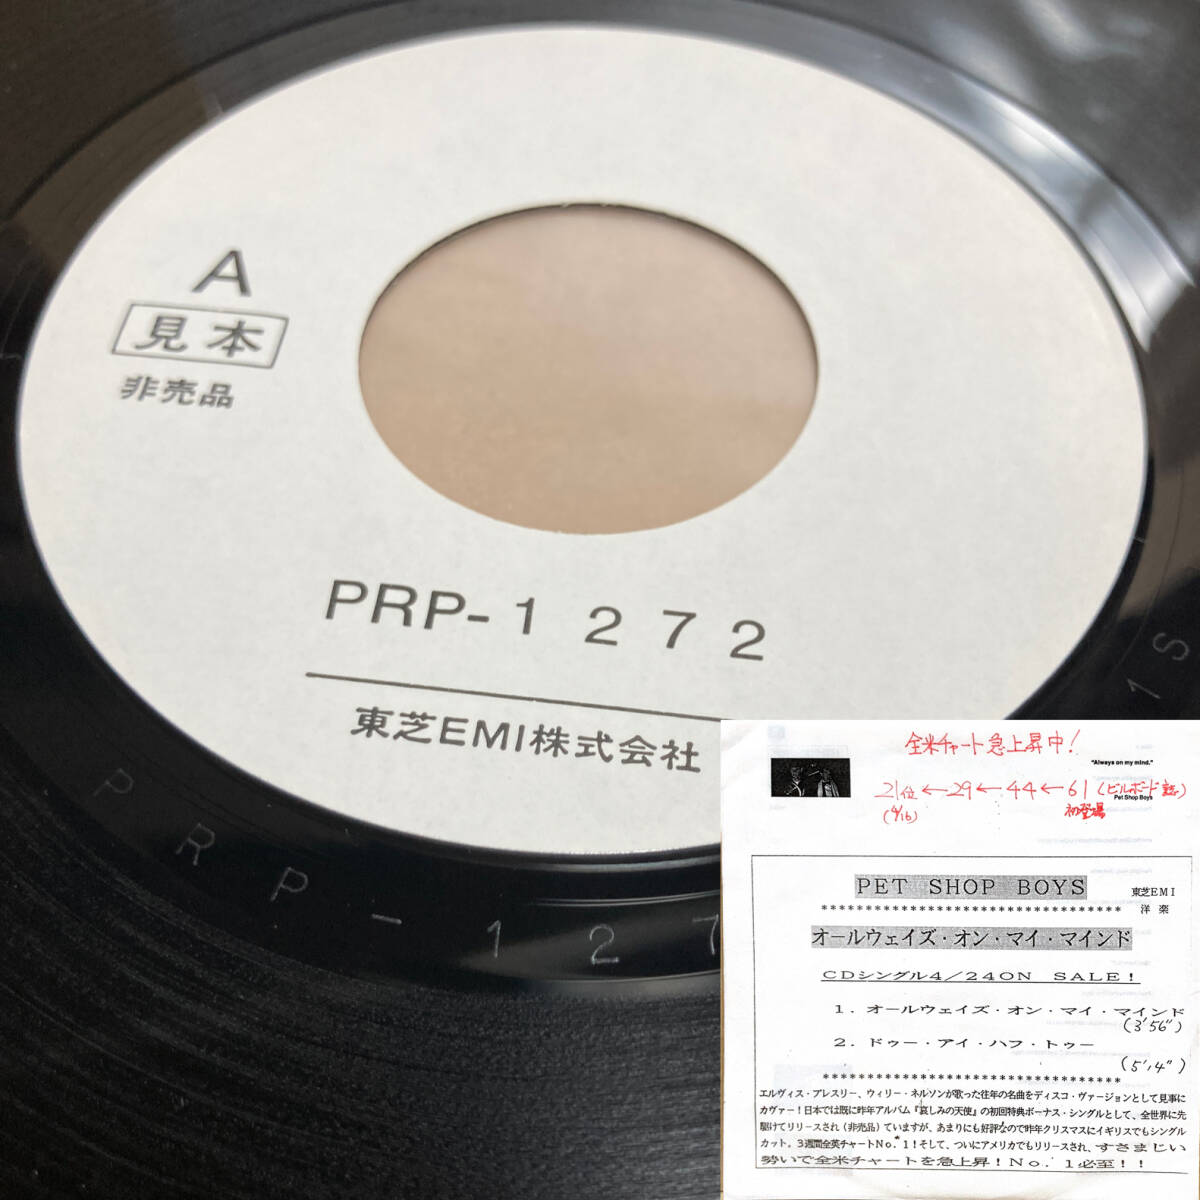 A
見本
非売品
PRP-1272
東芝EMI株式会社
PRP-127
1S
全米チャート急上昇中!
"Always on my mind."
21位←29←44←61(ビルボード誌)
Pet Shop Boys
(4/16)
初登場
PET SHOP BOYS
東芝EMI
*********************************
洋楽
オールウェイズ・オン・マイ・マインド
CDシングル4/24ON SALE!
1. オールウェイズ・オン・マイ・マインド
(3'56")
2. ドゥー・アイ・ハフ・トゥー
(5',4")
*********************************
エルヴィス・プレスリー、ウィリー・ネルソンが歌った往年の名曲をディスコ・ヴァージョンとして見事に
カヴァー!日本では既に昨年アルバム『哀しみの天使』の初回特典ボーナス・シングルとして、全世界に先
駆けてリリースされ(非売品)ていますが、あまりにも好評なので昨年クリスマスにイギリスでもシングル
カット。3週間全英チャートNo.1!そして、ついにアメリカでもリリースされ、すさまじい
勢いで全米チャートを急上昇!No.1必至!!